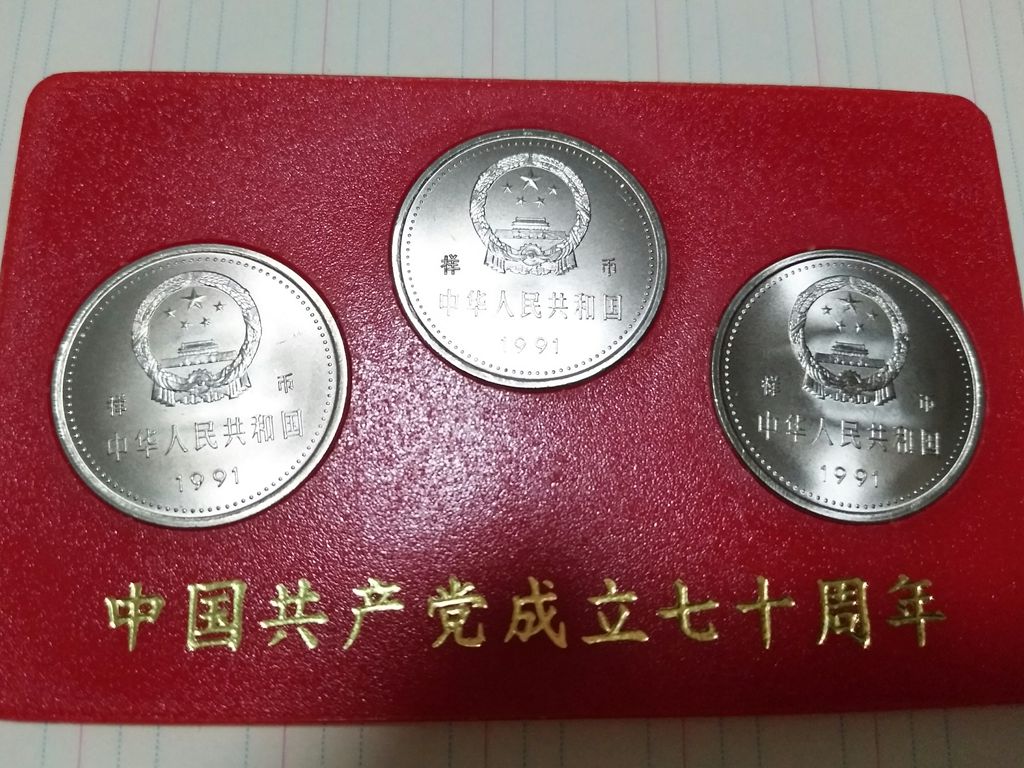 样 币
中华人民共和国
1991
样 币
中华人民共和国
1991
样 币
中华人民共和国
1991
中国共产党成立七十周年